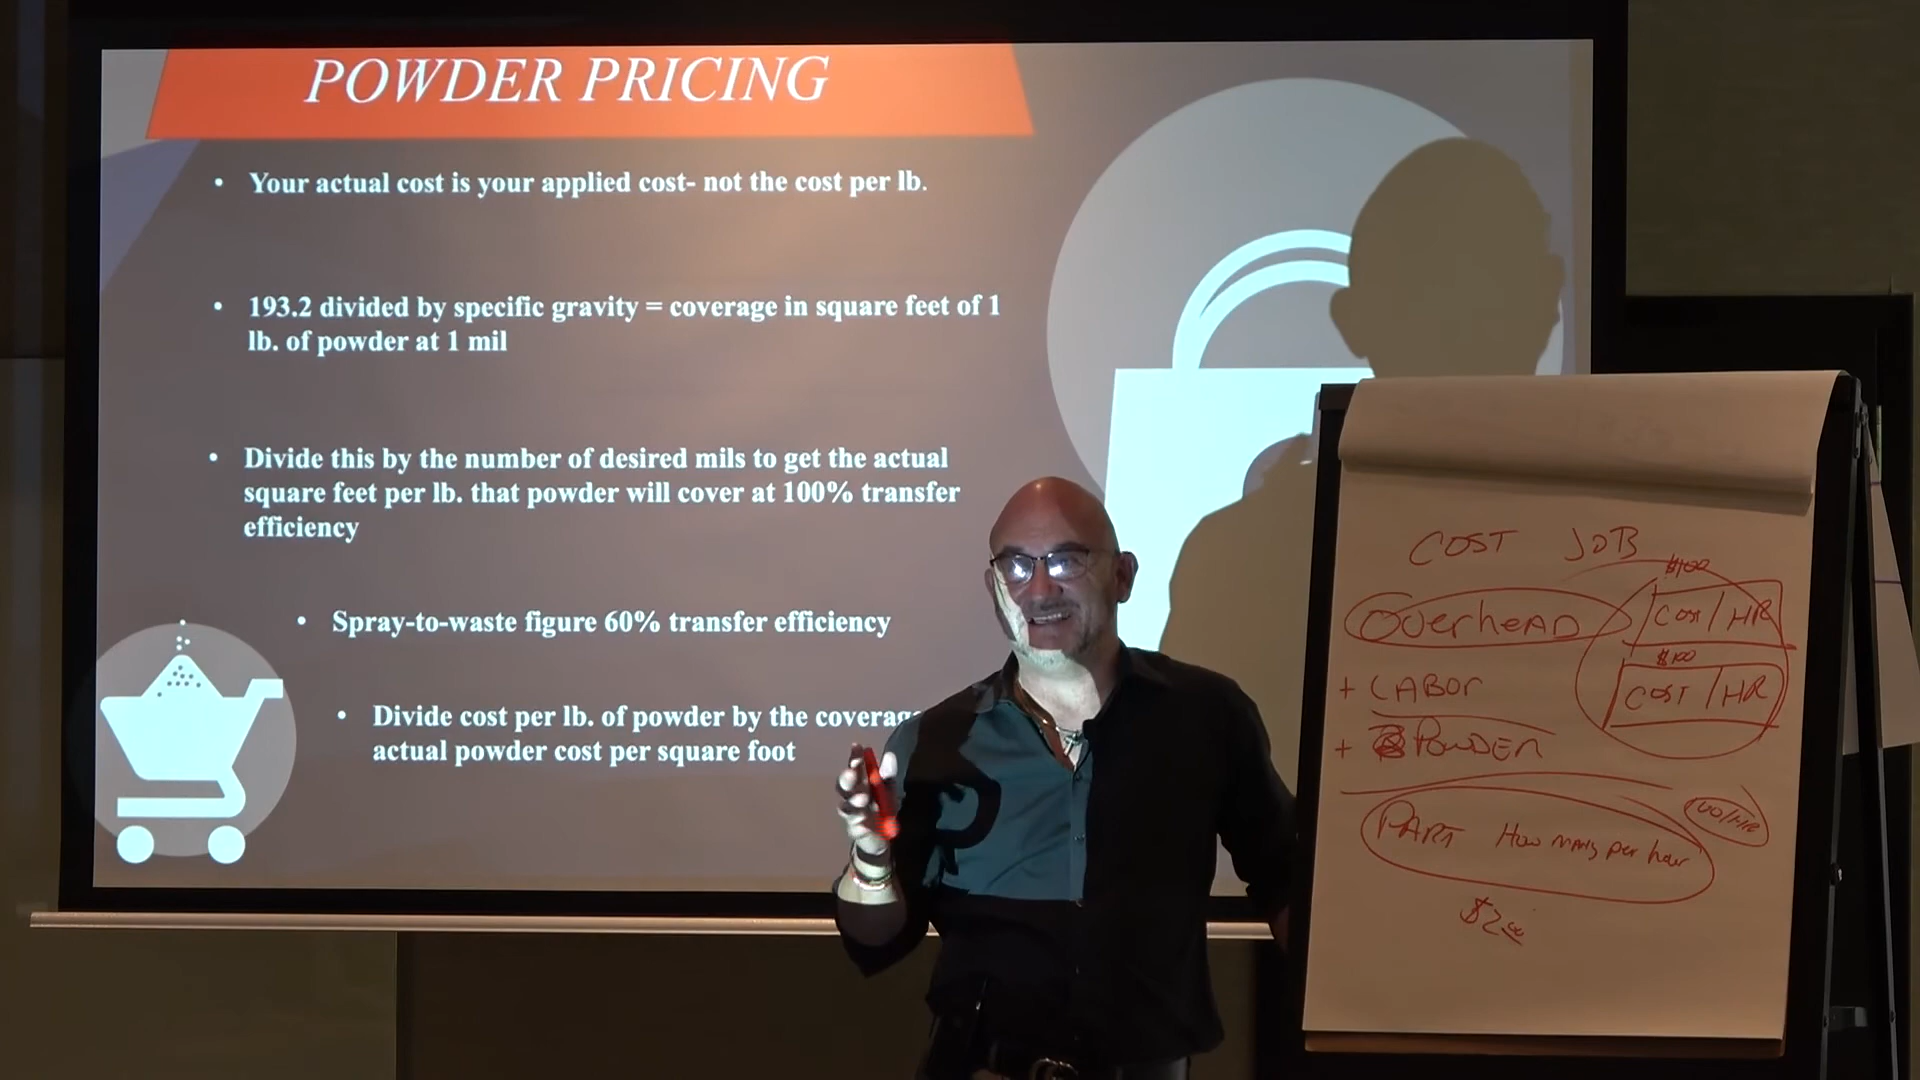 POWDER PRICING
• Your actual cost is your applied cost- not the cost per lb.
• 193.2 divided by specific gravity = coverage in square feet of 1
lb. of powder at 1 mil
• Divide this by the number of desired mils to get the actual
square feet per lb. that powder will cover at 100% transfer
efficiency
• Spray-to-waste figure 60% transfer efficiency
• Divide cost per lb. of powder by the coverage
actual powder cost per square foot
COST JOB
$100
OverheAD
COST/HR
$100
+ LABOr
COST/HR
+ POWDER
100/HR
PART How many per hour
$2.00